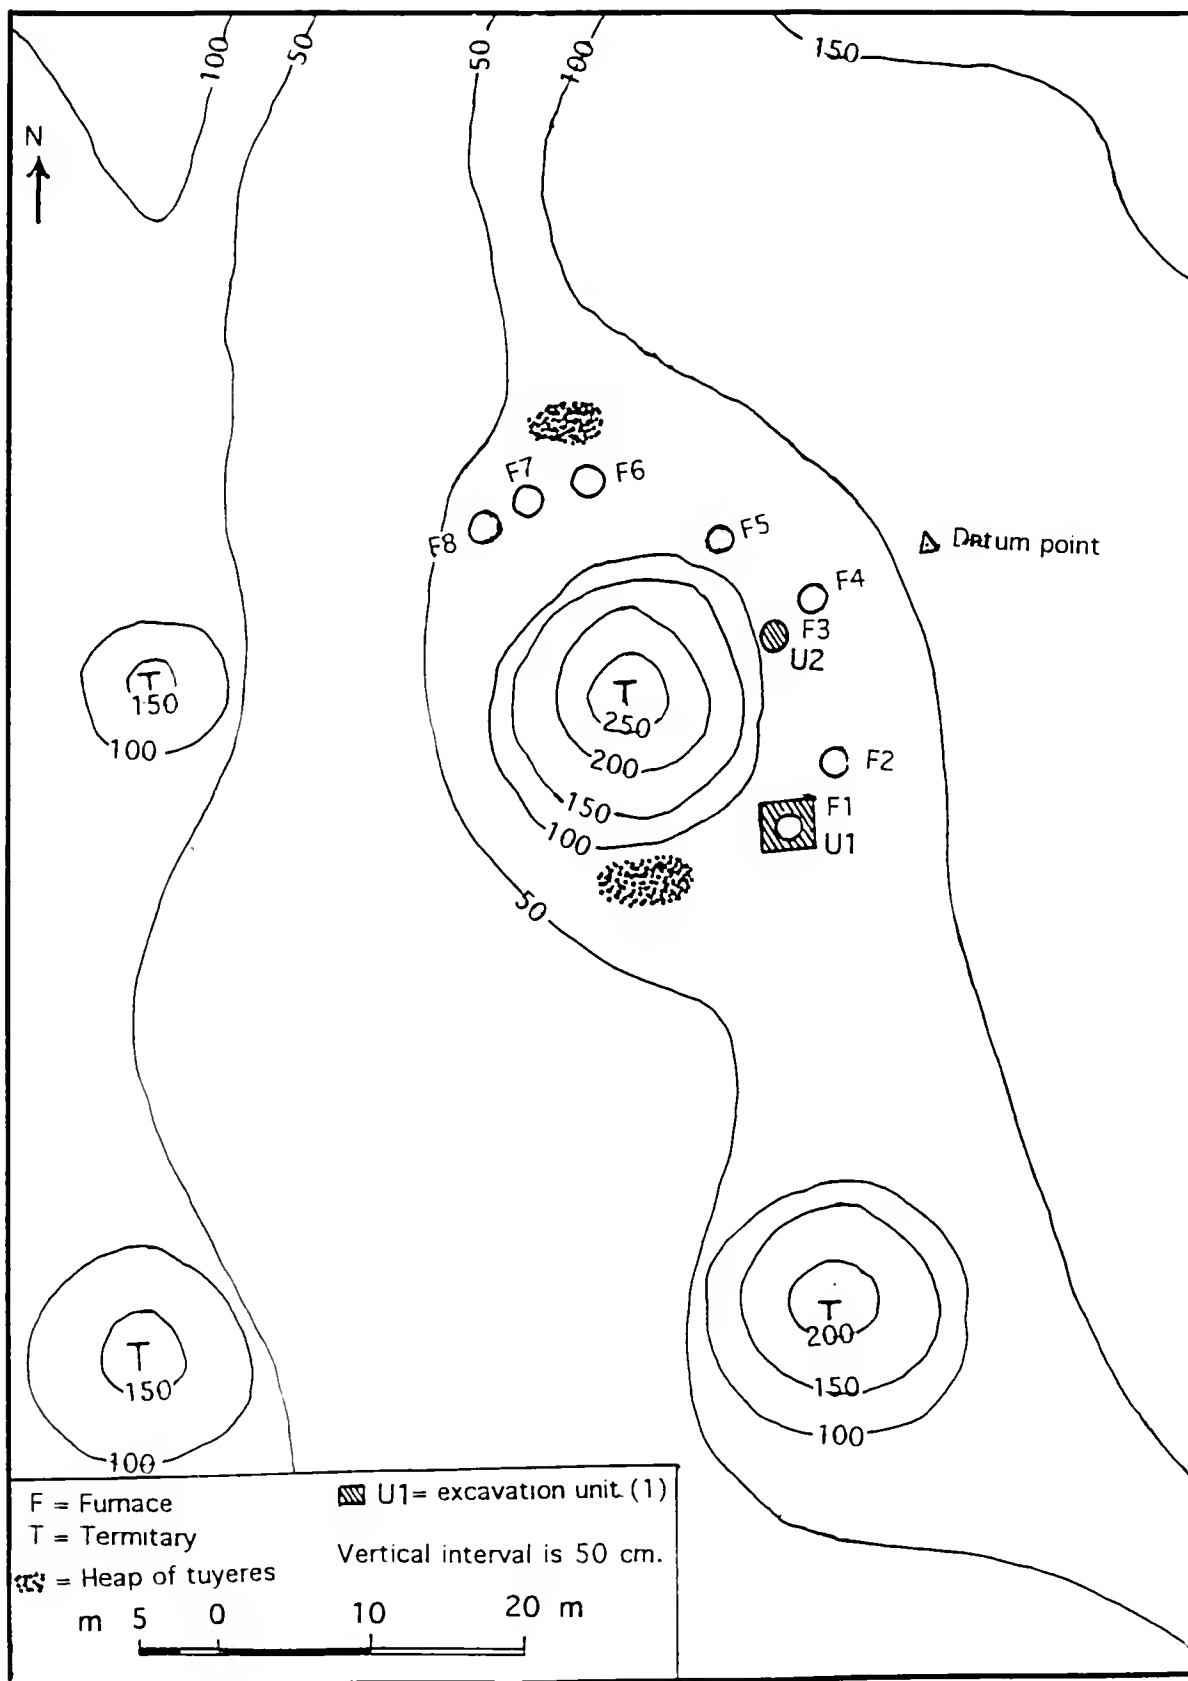 100
50
50
100
150
N
F7
F6
F8
F5
Datum point
F4
F3
U2
T
150
100
T
250
200
150
100
F2
F1
U1
50
T
200
150
100
T
150
100
F = Furnace
T = Termitary
= Heap of tuyeres
U1= excavation unit (1)
Vertical interval is 50 cm.
m 5 0 10 20 m